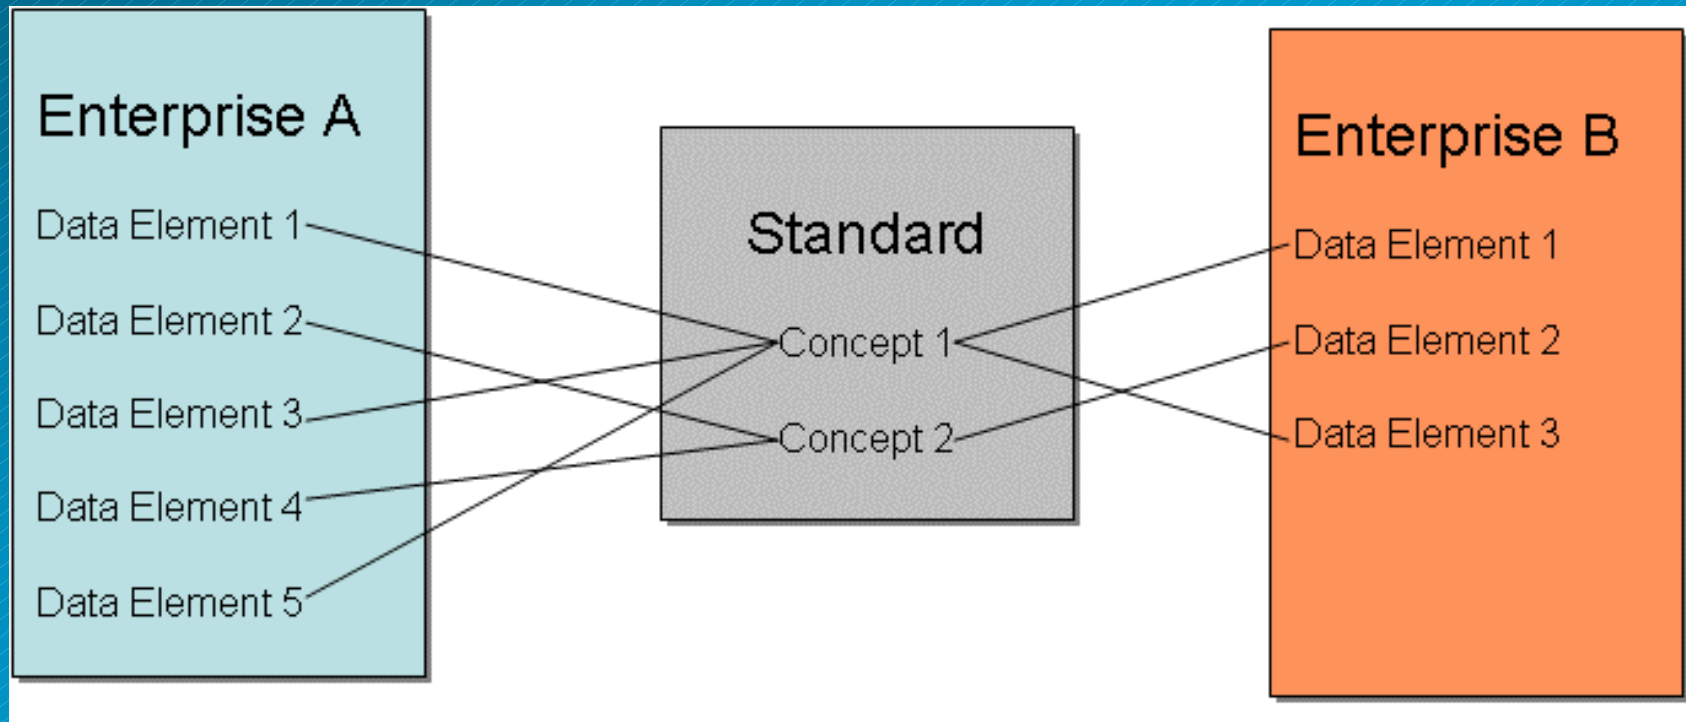 Enterprise A
Data Element 1
Data Element 2
Data Element 3
Data Element 4
Data Element 5
Standard
Concept 1
Concept 2
Enterprise B
Data Element 1
Data Element 2
Data Element 3